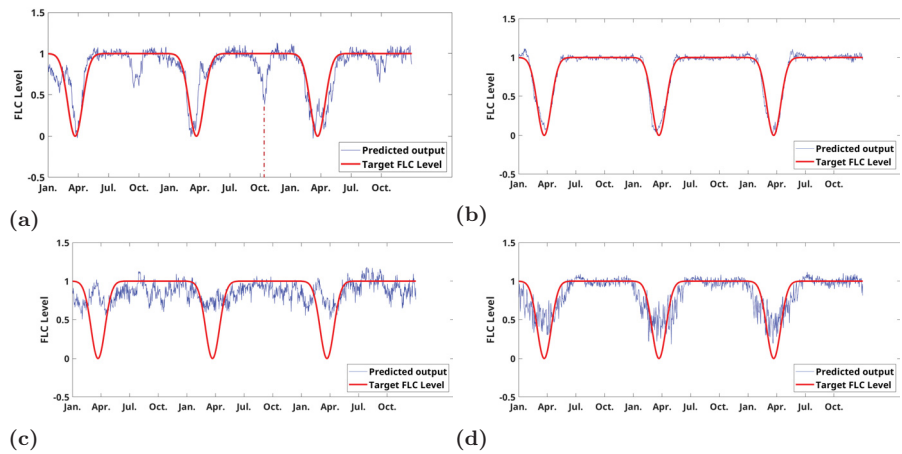 1.5
1
0.5
0
-0.5
FLC Level
Predicted output
Target FLC Level
Jan. Apr. Jul. Oct. Jan. Apr. Jul. Oct. Jan. Apr. Jul. Oct.
(a)
1.5
1
0.5
0
-0.5
FLC Level
Predicted output
Target FLC Level
Jan. Apr. Jul. Oct. Jan. Apr. Jul. Oct. Jan. Apr. Jul. Oct.
(b)
1.5
1
0.5
0
-0.5
FLC Level
Predicted output
Target FLC Level
Jan. Apr. Jul. Oct. Jan. Apr. Jul. Oct. Jan. Apr. Jul. Oct.
(c)
1.5
1
0.5
0
-0.5
FLC Level
Predicted output
Target FLC Level
Jan. Apr. Jul. Oct. Jan. Apr. Jul. Oct. Jan. Apr. Jul. Oct.
(d)